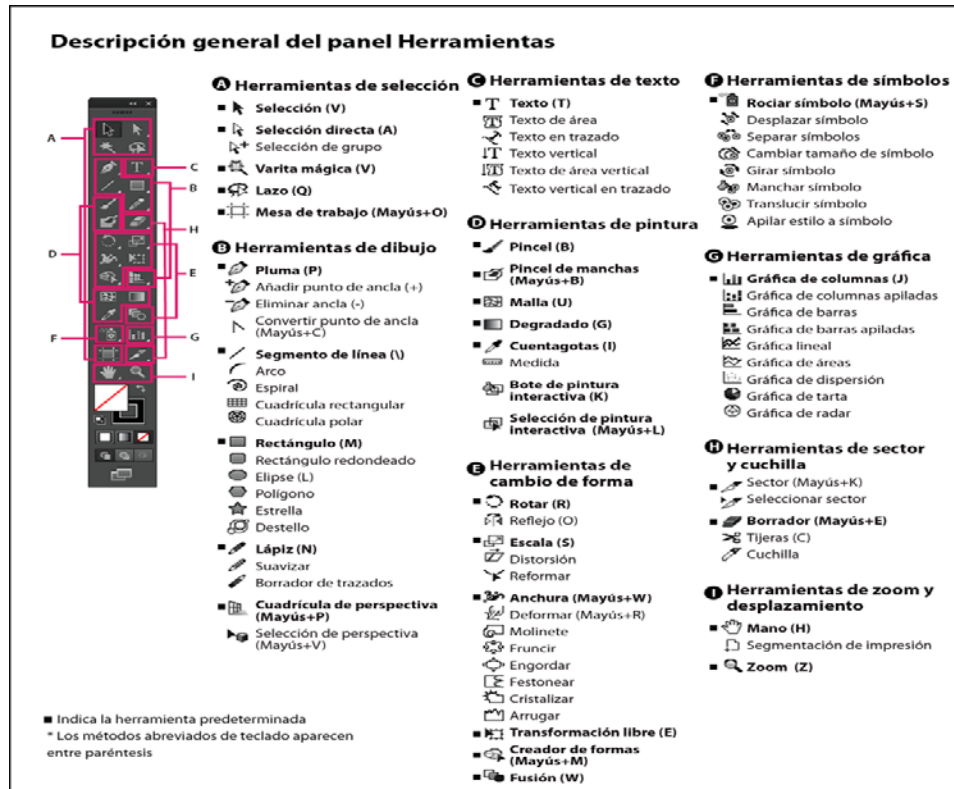 Descripción general del panel Herramientas
A
B
C
D
E
F
G
H
I
A Herramientas de selección
Selección (V)
Selección directa (A)
Selección de grupo
Varita mágica (V)
Lazo (Q)
Mesa de trabajo (Mayús+O)
B Herramientas de dibujo
Pluma (P)
Añadir punto de ancla (+)
Eliminar ancla (-)
Convertir punto de ancla
(Mayús+C)
Segmento de línea (\)
Arco
Espiral
Cuadrícula rectangular
Cuadrícula polar
Rectángulo (M)
Rectángulo redondeado
Elipse (L)
Polígono
Estrella
Destello
Lápiz (N)
Suavizar
Borrador de trazados
Cuadrícula de perspectiva
(Mayús+P)
Selección de perspectiva
(Mayús+V)
C Herramientas de texto
Texto (T)
Texto de área
Texto en trazado
Texto vertical
Texto de área vertical
Texto vertical en trazado
D Herramientas de pintura
Pincel (B)
Pincel de manchas
(Mayús+B)
Malla (U)
Degradado (G)
Cuentagotas (I)
Medida
Bote de pintura
interactiva (K)
Selección de pintura
interactiva (Mayús+L)
E Herramientas de
cambio de forma
Rotar (R)
Reflejo (O)
Escala (S)
Distorsión
Reformar
Anchura (Mayús+W)
Deformar (Mayús+R)
Molinete
Fruncir
Engordar
Festonear
Cristalizar
Arrugar
Transformación libre (E)
Creador de formas
(Mayús+M)
Fusión (W)
F Herramientas de símbolos
Rociar símbolo (Mayús+S)
Desplazar símbolo
Separar símbolos
Cambiar tamaño de símbolo
Girar símbolo
Manchar símbolo
Translucir símbolo
Apilar estilo a símbolo
G Herramientas de gráfica
Gráfica de columnas (J)
Gráfica de columnas apiladas
Gráfica de barras
Gráfica de barras apiladas
Gráfica lineal
Gráfica de áreas
Gráfica de dispersión
Gráfica de tarta
Gráfica de radar
H Herramientas de sector
y cuchilla
Sector (Mayús+K)
Seleccionar sector
Borrador (Mayús+E)
Tijeras (C)
Cuchilla
I Herramientas de zoom y
desplazamiento
Mano (H)
Segmentación de impresión
Zoom (Z)
■ Indica la herramienta predeterminada
* Los métodos abreviados de teclado aparecen
entre paréntesis